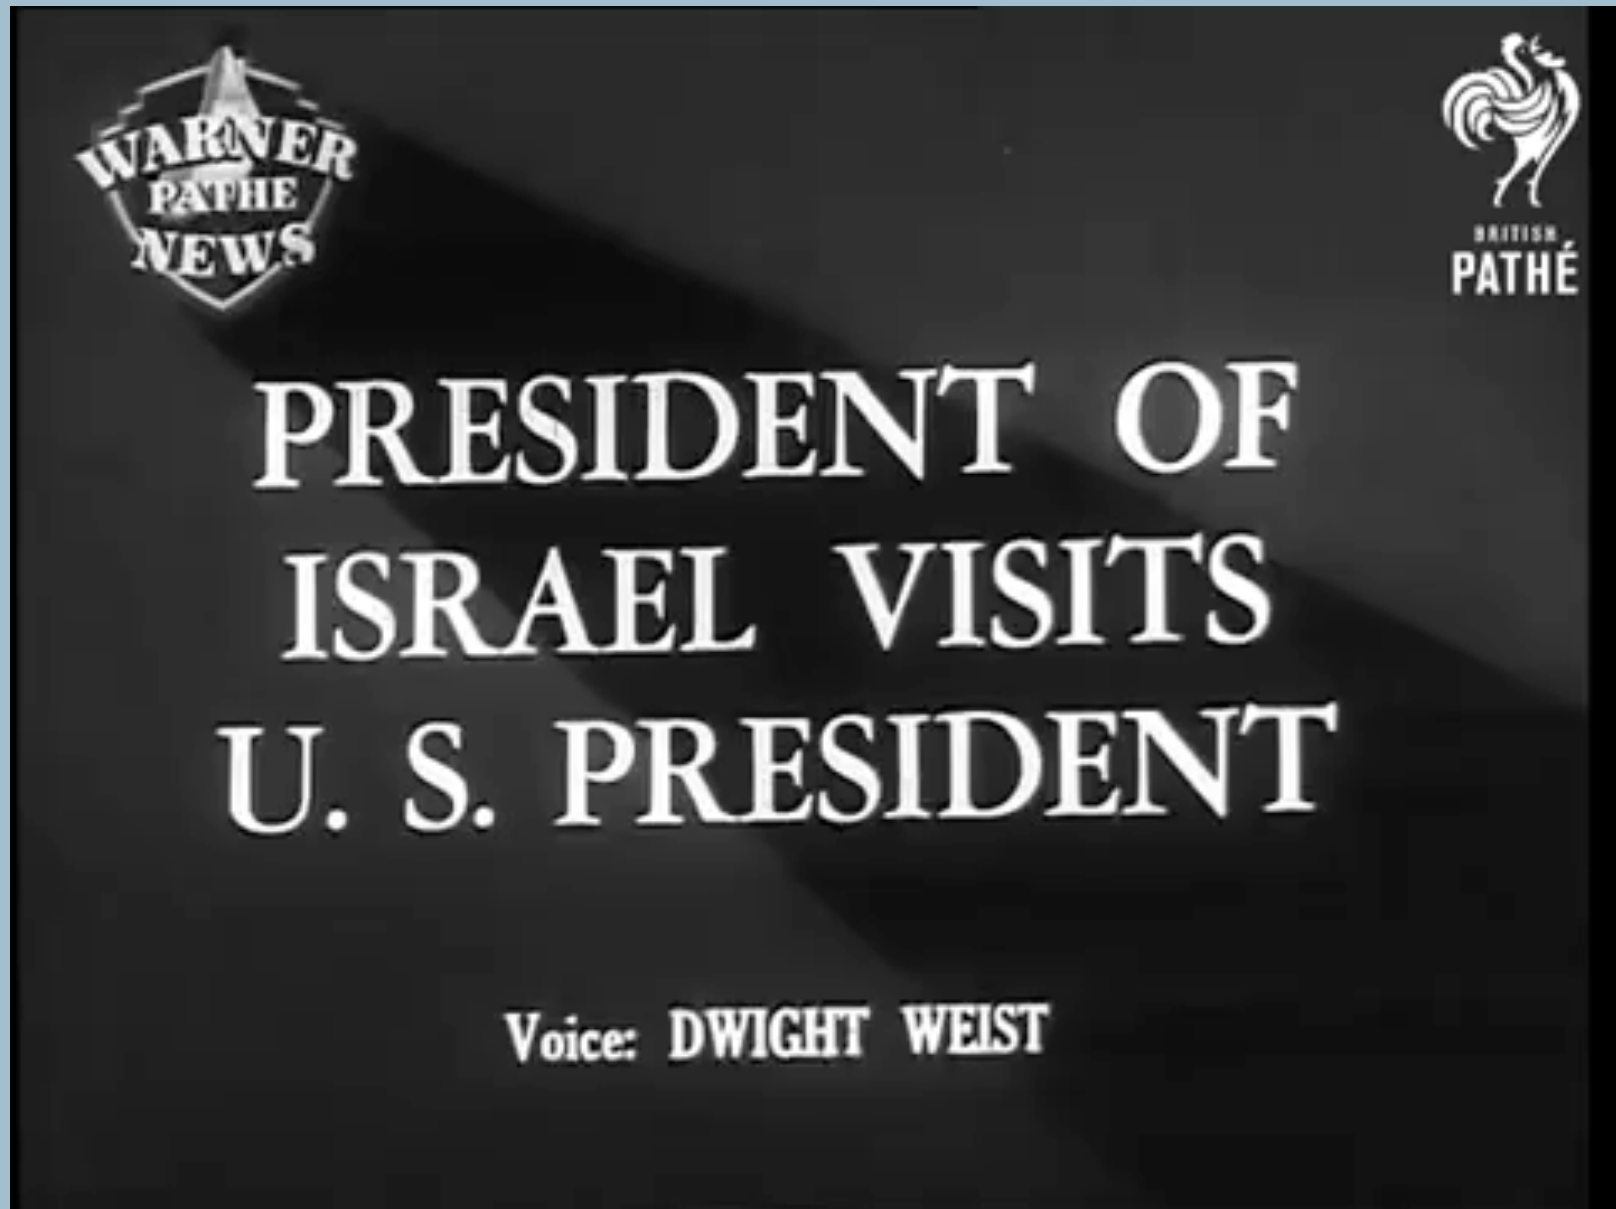 WARNER
PATHE
NEWS
BRITISH
PATHÉ
PRESIDENT OF
ISRAEL VISITS
U. S. PRESIDENT
Voice: DWIGHT WEIST